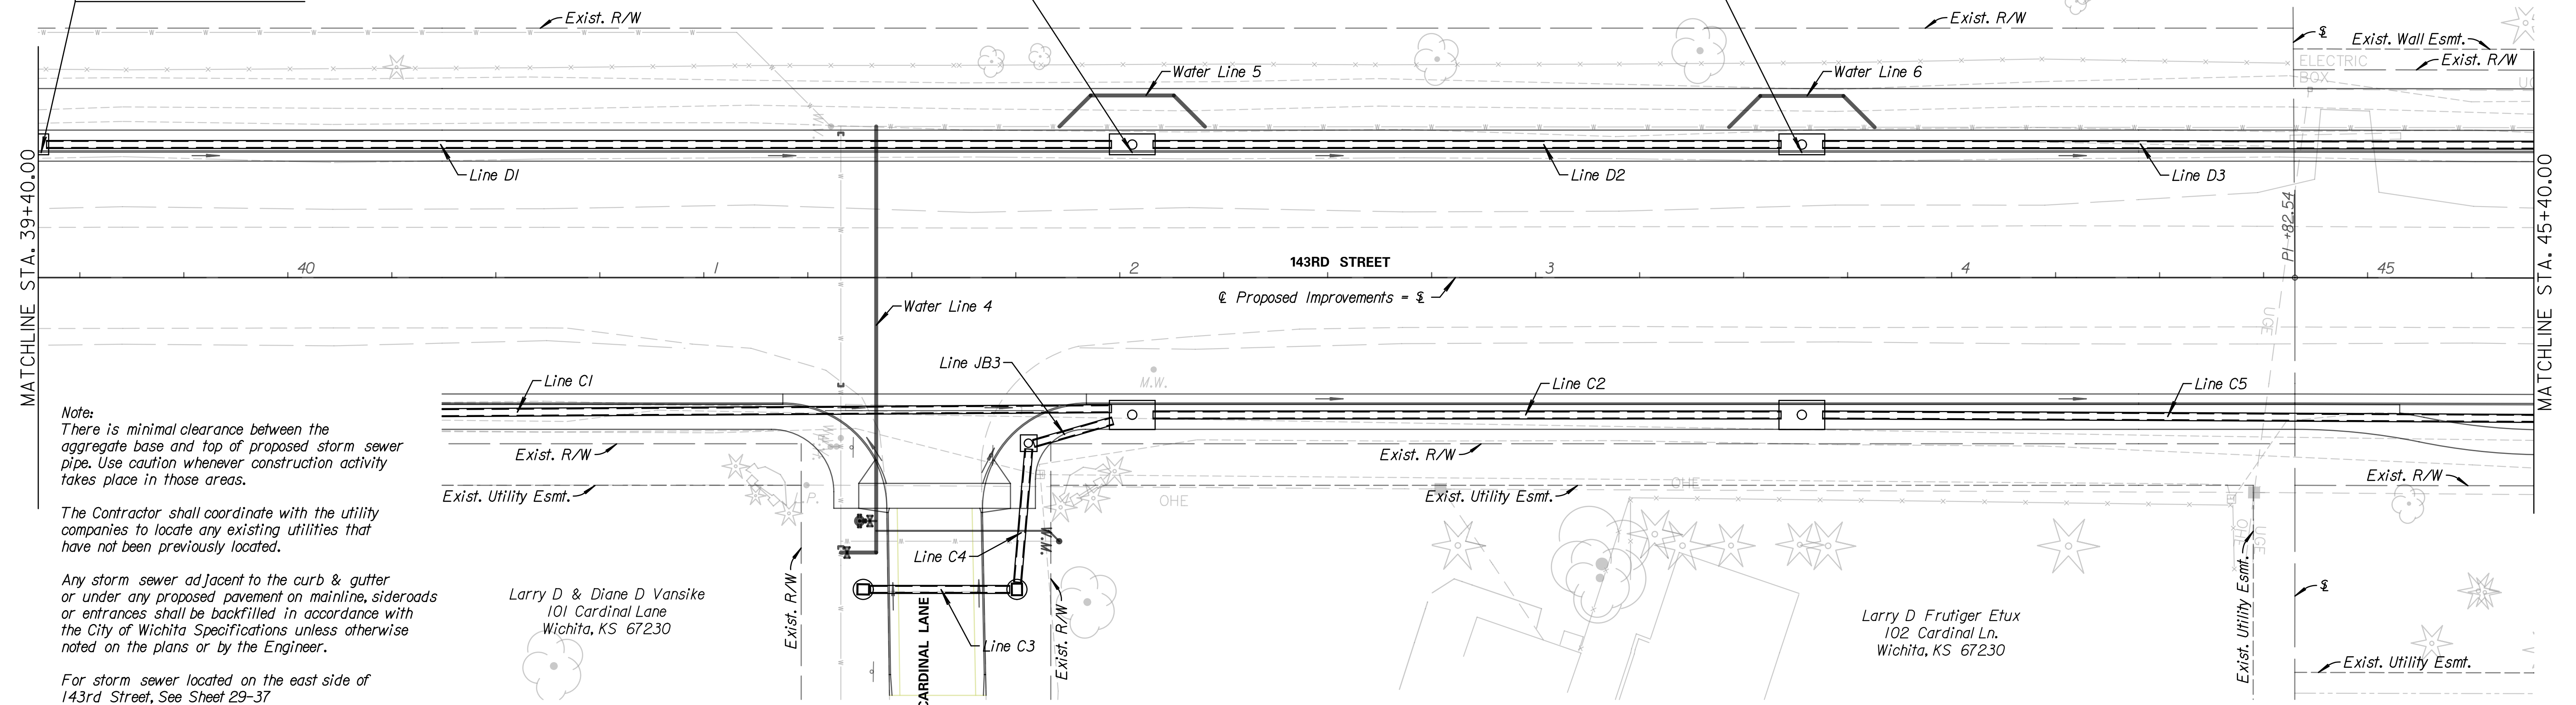 Exist. R/W
Exist. R/W
℄
Exist. Wall Esmt.
Exist. R/W
ELECTRIC
BOX
Water Line 5
Water Line 6
Line D1
Line D2
Line D3
MATCHLINE STA. 39+40.00
MATCHLINE STA. 45+40.00
PI +82.54
40
1
2
143RD STREET
3
4
45
℄ Proposed Improvements = ℄
Water Line 4
UGE
Line JB3
M.W.
Line C1
Line C2
Line C5
Note:
There is minimal clearance between the
aggregate base and top of proposed storm sewer
pipe. Use caution whenever construction activity
takes place in those areas.
The Contractor shall coordinate with the utility
companies to locate any existing utilities that
have not been previously located.
Any storm sewer adjacent to the curb & gutter
or under any proposed pavement on mainline, sideroads
or entrances shall be backfilled in accordance with
the City of Wichita Specifications unless otherwise
noted on the plans or by the Engineer.
For storm sewer located on the east side of
143rd Street, See Sheet 29-37
Exist. R/W
Exist. R/W
Exist. R/W
Exist. Utility Esmt.
L.P.
OHE
Exist. Utility Esmt.
OHE
OHE
UGE
Line C4
W.M.
Larry D & Diane D Vansike
101 Cardinal Lane
Wichita, KS 67230
Exist. R/W
CARDINAL LANE
Line C3
Exist. R/W
Larry D Frutiger Etux
102 Cardinal Ln.
Wichita, KS 67230
Exist. Utility Esmt.
℄
Exist. Utility Esmt.